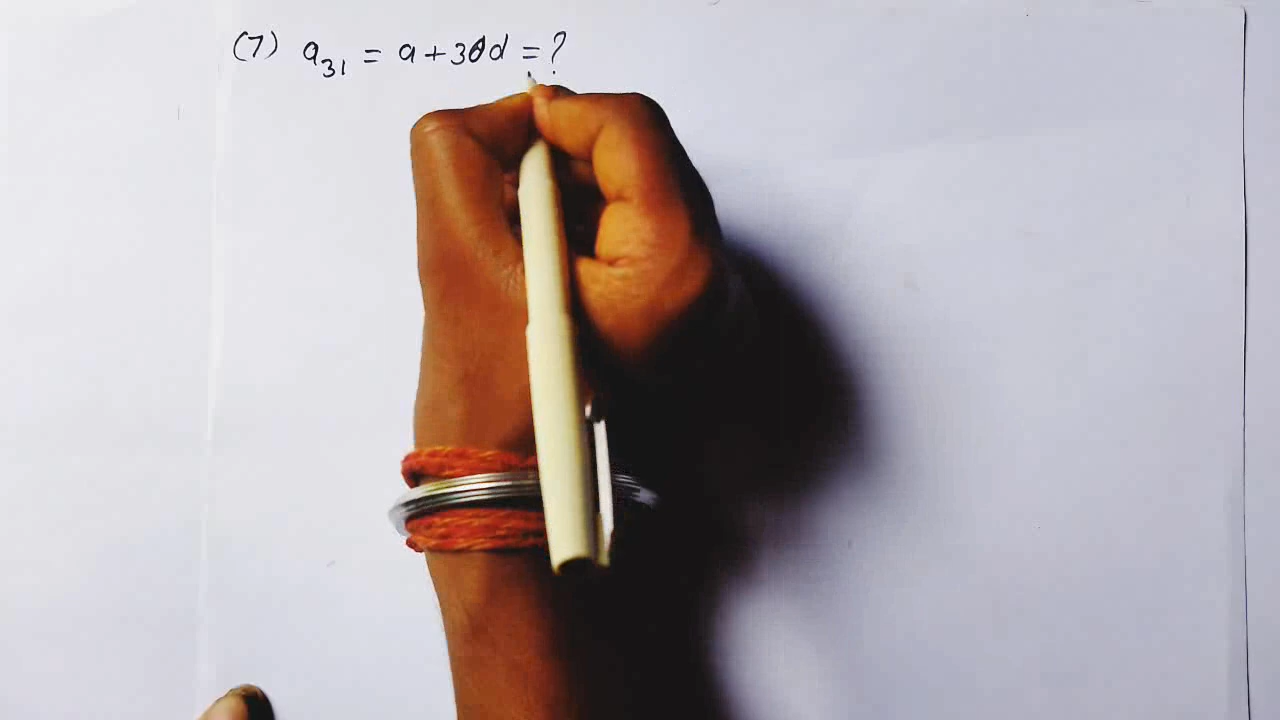 (7) a₃₁ = a + 30d = ?